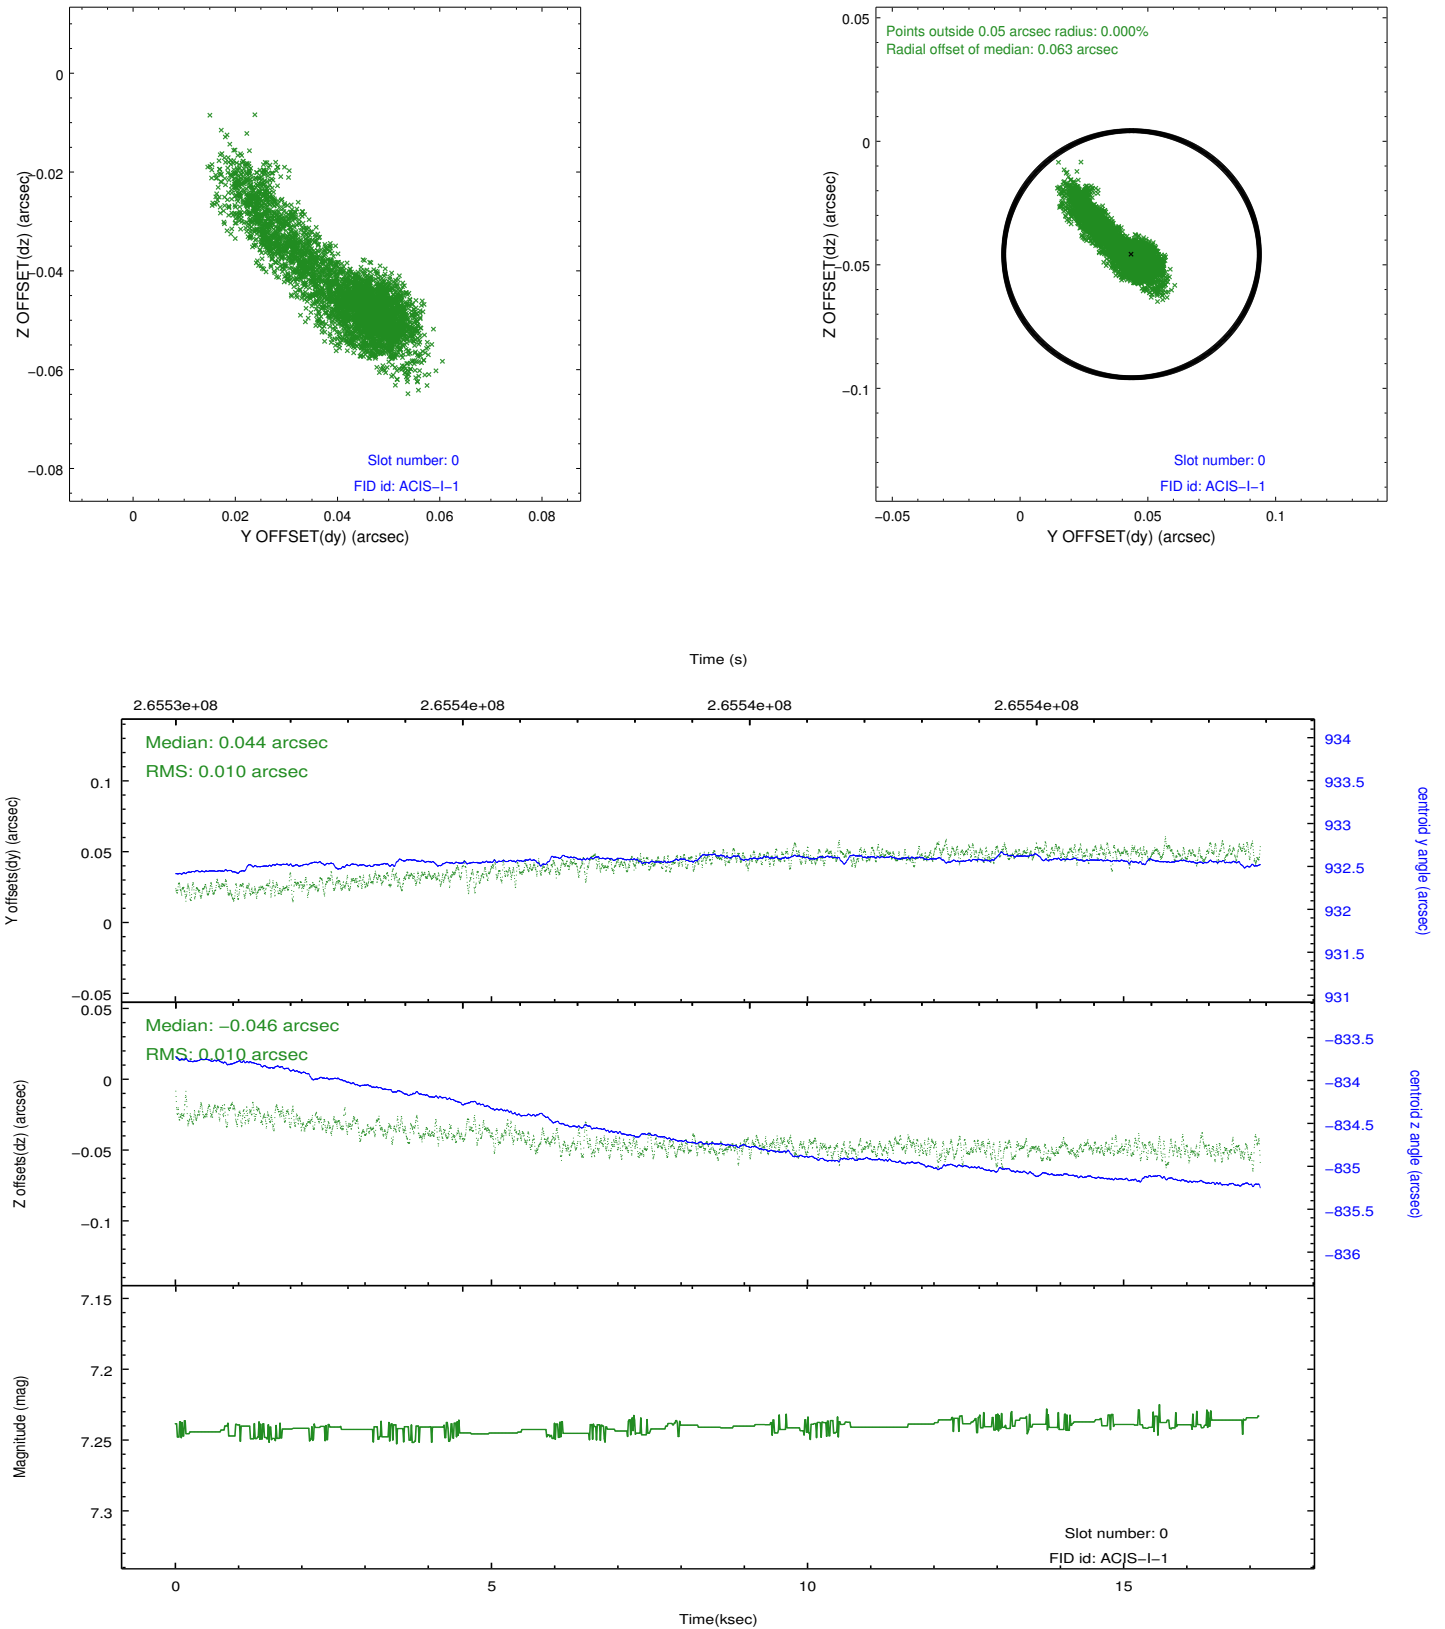 0
−0.02
−0.04
−0.06
−0.08
Z OFFSET(dz) (arcsec)
Slot number: 0
FID id: ACIS−I−1
0
0.02
0.04
0.06
0.08
Y OFFSET(dy) (arcsec)
0.05
0
−0.05
−0.1
Z OFFSET(dz) (arcsec)
Points outside 0.05 arcsec radius: 0.000%
Radial offset of median: 0.063 arcsec
Slot number: 0
FID id: ACIS−I−1
−0.05
0
0.05
0.1
Y OFFSET(dy) (arcsec)
Time (s)
2.6553e+08
2.6554e+08
2.6554e+08
2.6554e+08
Median: 0.044 arcsec
RMS: 0.010 arcsec
0.1
0.05
0
−0.05
Y offsets(dy) (arcsec)
934
933.5
933
932.5
932
931.5
931
centroid y angle (arcsec)
Median: −0.046 arcsec
RMS: 0.010 arcsec
0.05
0
−0.05
−0.1
Z offsets(dz) (arcsec)
−833.5
−834
−834.5
−835
−835.5
−836
centroid z angle (arcsec)
7.15
7.2
7.25
7.3
Magnitude (mag)
Slot number: 0
FID id: ACIS−I−1
0
5
10
15
Time(ksec)